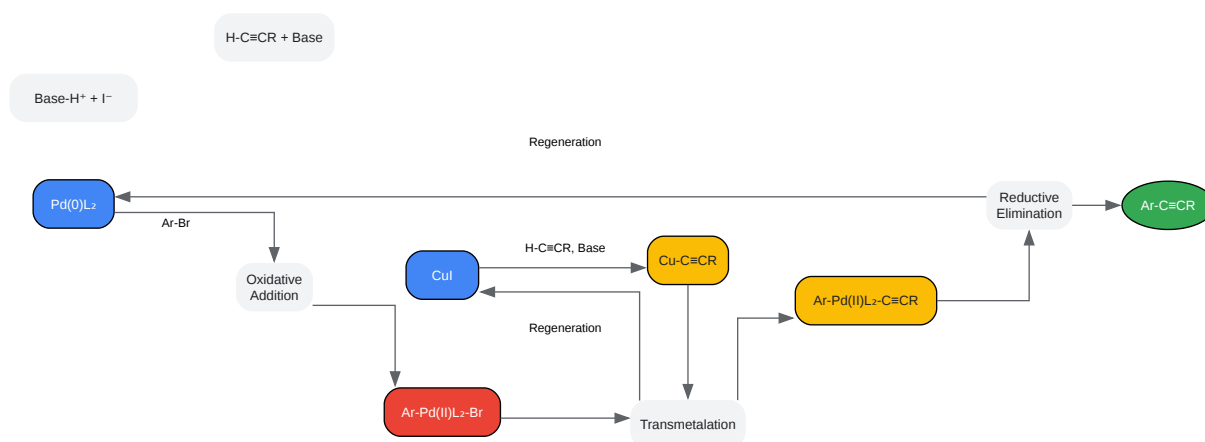 H-C≡CR + Base
Base-H⁺ + I⁻
Regeneration
Pd(0)L₂
Ar-Br
Reductive
Elimination
Ar-C≡CR
Oxidative
Addition
CuI
H-C≡CR, Base
Cu-C≡CR
Regeneration
Ar-Pd(II)L₂-C≡CR
Ar-Pd(II)L₂-Br
Transmetalation